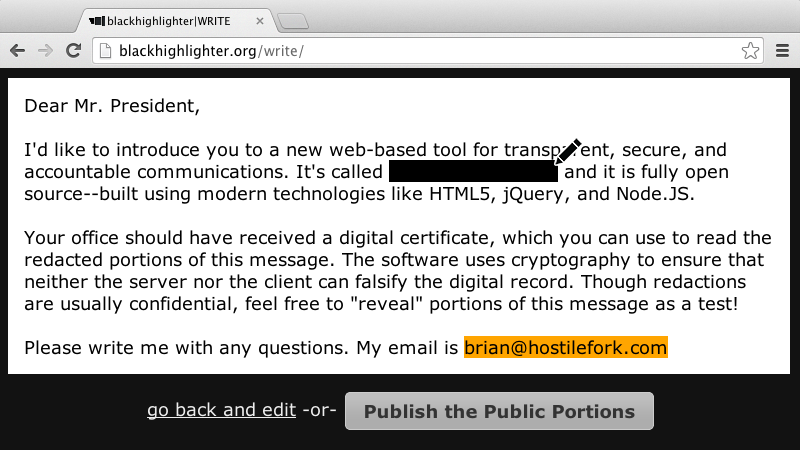 blackhighlighter|WRITE
blackhighlighter.org/write/
Dear Mr. President,
I'd like to introduce you to a new web-based tool for transparent, secure, and
accountable communications. It's called and it is fully open
source--built using modern technologies like HTML5, jQuery, and Node.JS.
Your office should have received a digital certificate, which you can use to read the
redacted portions of this message. The software uses cryptography to ensure that
neither the server nor the client can falsify the digital record. Though redactions
are usually confidential, feel free to "reveal" portions of this message as a test!
Please write me with any questions. My email is brian@hostilefork.com
go back and edit -or- Publish the Public Portions